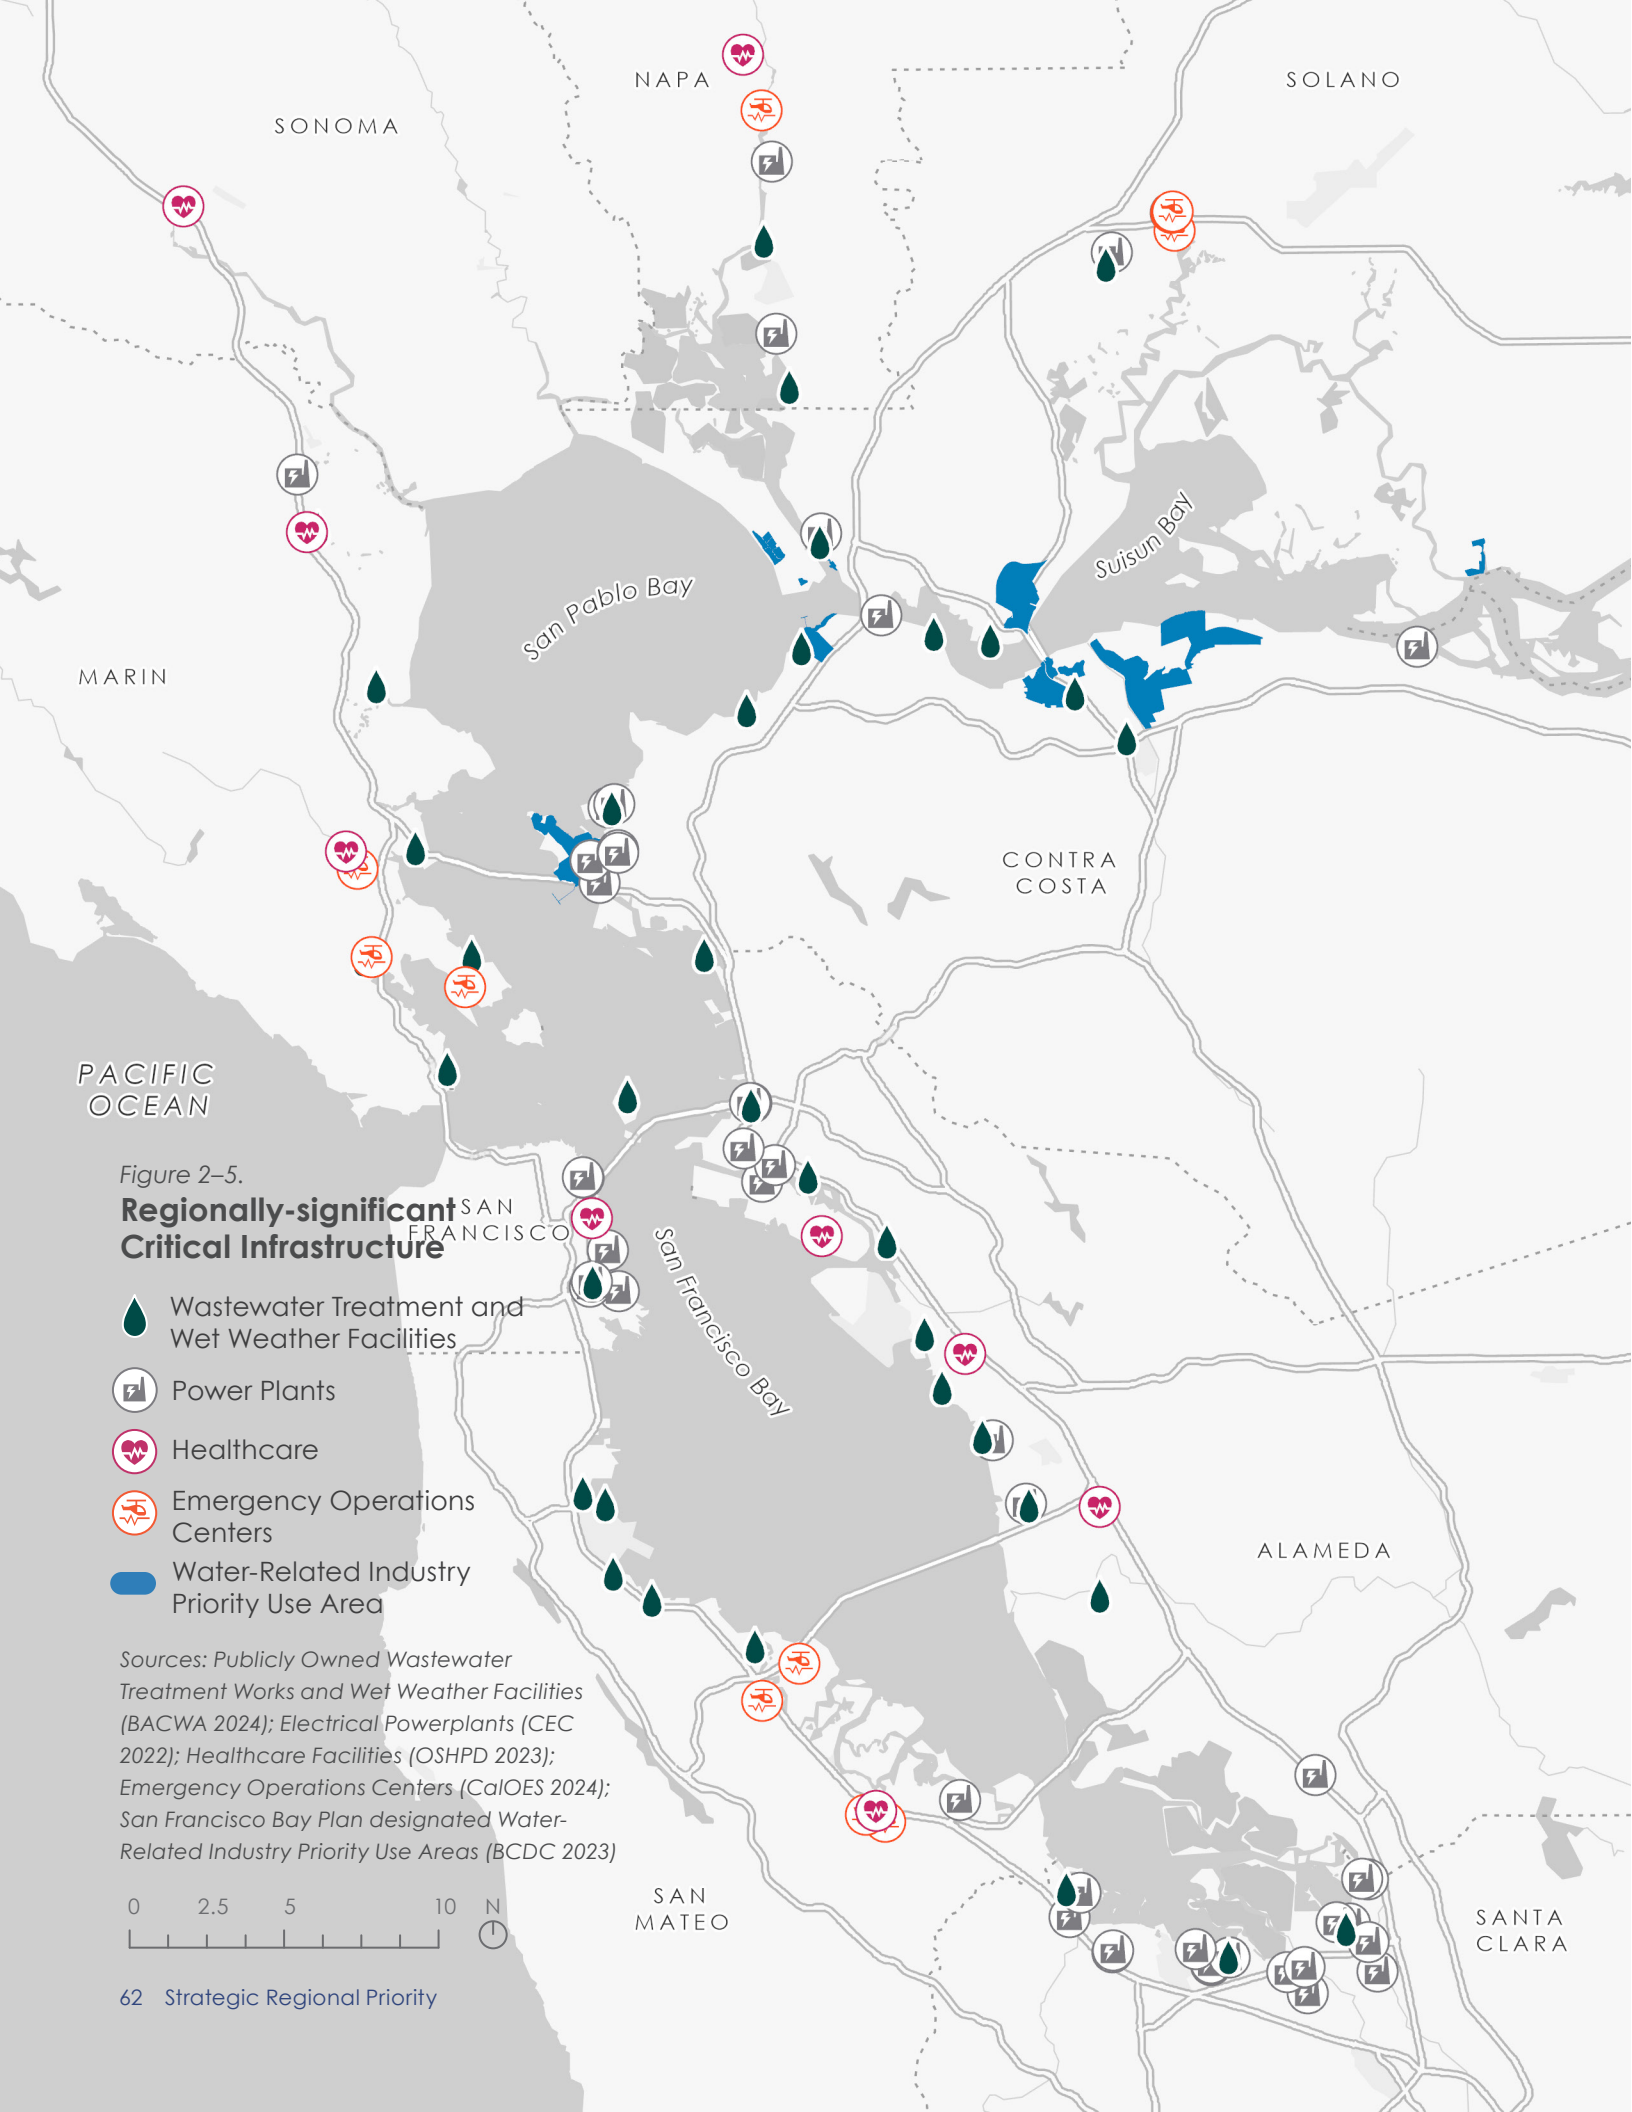 NAPA
SOLANO
SONOMA
Suisun Bay
San Pablo Bay
MARIN
CONTRA
COSTA
PACIFIC
OCEAN
Figure 2–5.
Regionally-significant
Critical Infrastructure
SAN
FRANCISCO
San Francisco Bay
Wastewater Treatment and
Wet Weather Facilities
Power Plants
Healthcare
Emergency Operations
Centers
Water-Related Industry
Priority Use Area
ALAMEDA
Sources: Publicly Owned Wastewater
Treatment Works and Wet Weather Facilities
(BACWA 2024); Electrical Powerplants (CEC
2022); Healthcare Facilities (OSHPD 2023);
Emergency Operations Centers (CalOES 2024);
San Francisco Bay Plan designated Water-
Related Industry Priority Use Areas (BCDC 2023)
SAN
MATEO
SANTA
CLARA
0 2.5 5 10 N
62 Strategic Regional Priority